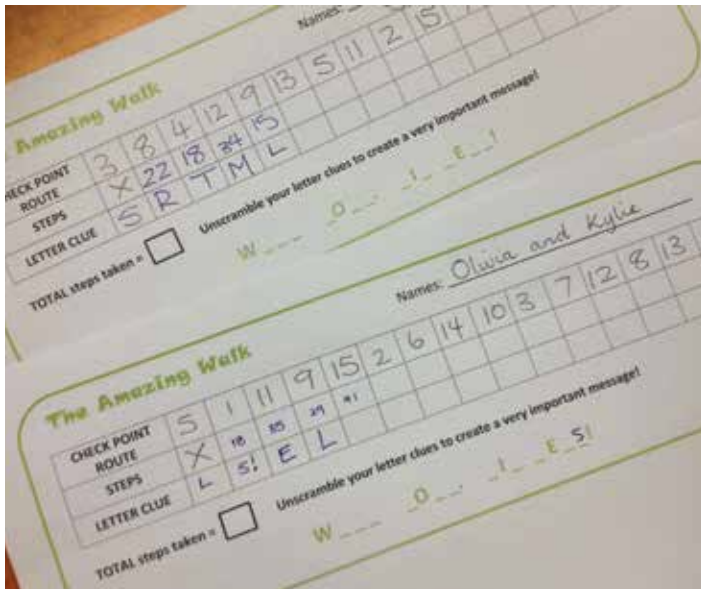 Names:
Amazing Walk
CHECK POINT ROUTE 3 8 4 12 9 13 5 11 2 15
STEPS X 22 18 34 15
LETTER CLUE S R T M L
TOTAL steps taken =
Unscramble your letter clues to create a very important message!
W _ _ _ _ O _ _ . _ I _ _ E _ _ !
Names: Olivia and Kylie
The Amazing Walk
CHECK POINT ROUTE 5 1 11 9 15 2 6 14 10 3 7 12 8 13
STEPS X 18 29
LETTER CLUE L S! E L
TOTAL steps taken =
Unscramble your letter clues to create a very important message!
W _ _ _ _ O _ _ . _ I _ _ E _ S !